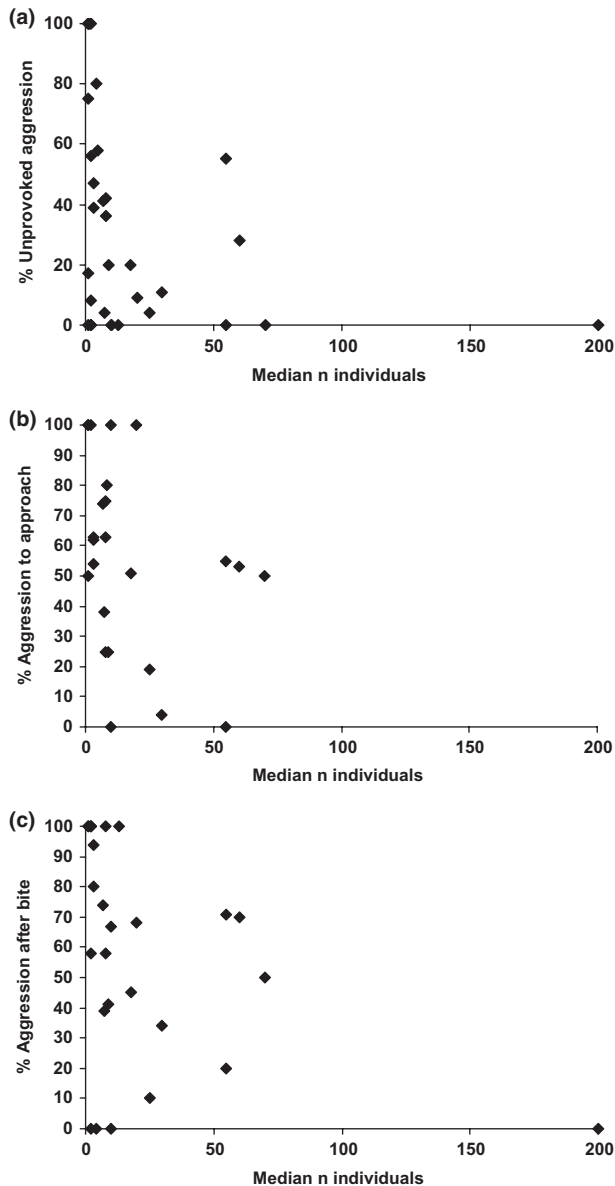 (a)
% Unprovoked aggression
100
80
60
40
20
0
0 50 100 150 200
Median n individuals
(b)
% Aggression to approach
100
90
80
70
60
50
40
30
20
10
0
0 50 100 150 200
Median n individuals
(c)
% Aggression after bite
100
90
80
70
60
50
40
30
20
10
0
0 50 100 150 200
Median n individuals